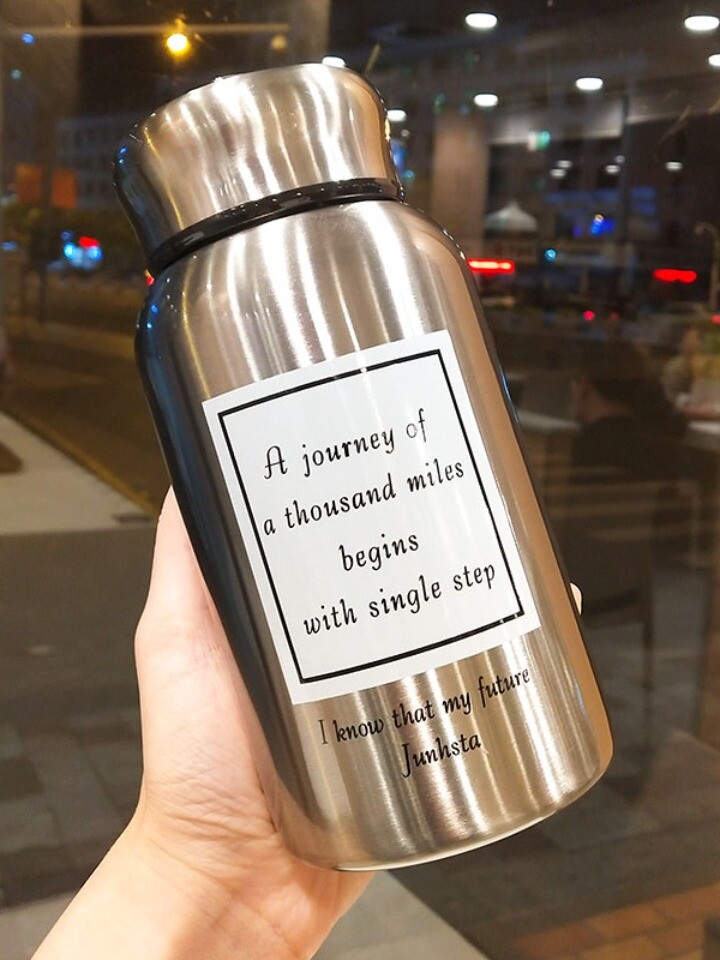 A journey of
a thousand miles
begins
with single step
I know that my future
Junhsta